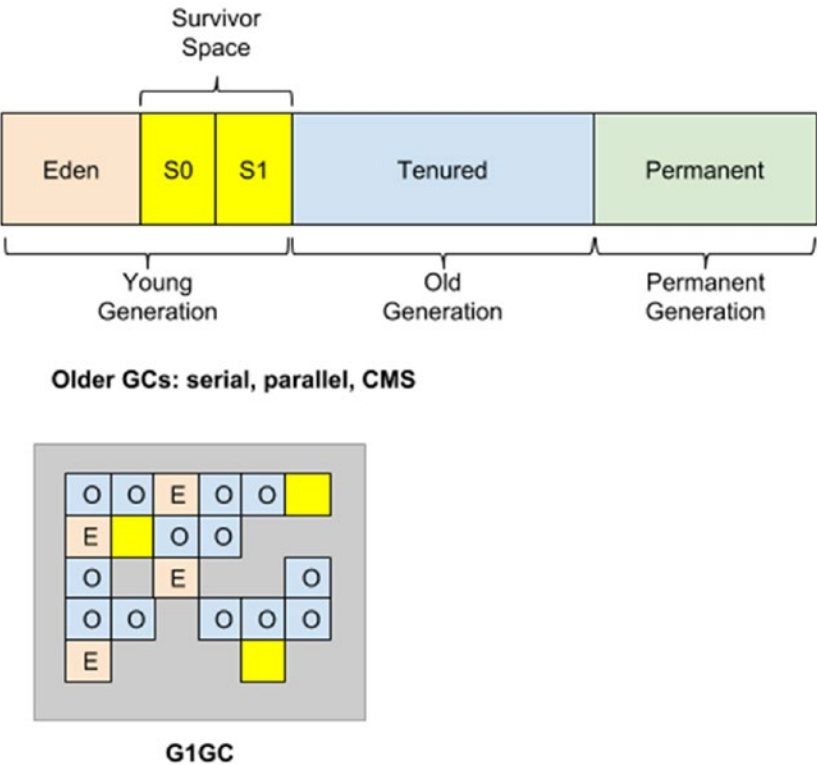 Survivor
Space
Eden S0 S1 Tenured Permanent
Young Old Permanent
Generation Generation Generation
Older GCs: serial, parallel, CMS
O O E O O
E O O
O E O
O O O O O
E
G1GC